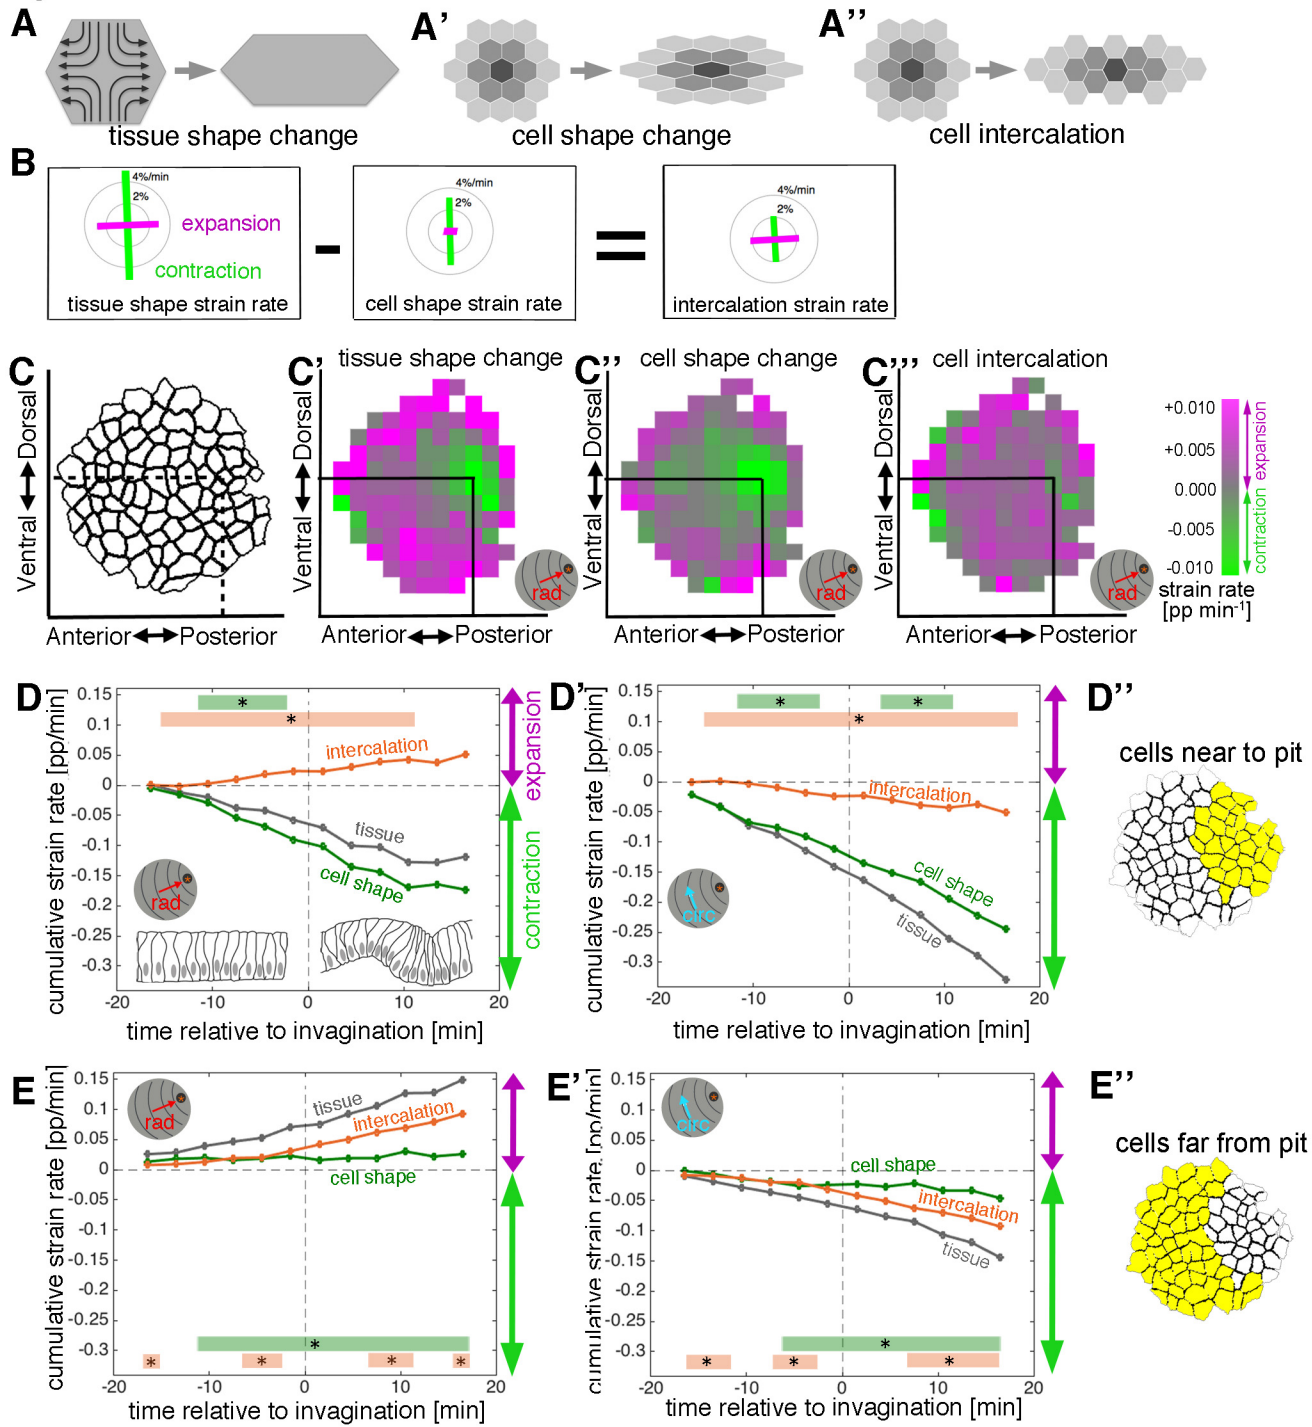 A
A'
A''
tissue shape change
cell shape change
cell intercalation
B
4%/min
2%
expansion
contraction
tissue shape strain rate
-
4%/min
2%
cell shape strain rate
=
4%/min
2%
intercalation strain rate
C
Ventral
Dorsal
Anterior
Posterior
C'
tissue shape change
Ventral
Dorsal
rad
Anterior
Posterior
C''
cell shape change
Ventral
Dorsal
rad
Anterior
Posterior
C'''
cell intercalation
Ventral
Dorsal
rad
Anterior
Posterior
+0.010
+0.005
0.000
-0.005
-0.010
expansion
contraction
strain rate
[pp min-1]
D
cumulative strain rate [pp/min]
0.15
0.1
0.05
0
-0.05
-0.1
-0.15
-0.2
-0.25
-0.3
*
*
intercalation
tissue
cell shape
rad
-20
-10
0
10
20
time relative to invagination [min]
expansion
contraction
D'
cumulative strain rate [pp/min]
0.15
0.1
0.05
0
-0.05
-0.1
-0.15
-0.2
-0.25
-0.3
*
*
*
intercalation
cell shape
tissue
circ
-20
-10
0
10
20
time relative to invagination [min]
D''
cells near to pit
E
cumulative strain rate [pp/min]
0.15
0.1
0.05
0
-0.05
-0.1
-0.15
-0.2
-0.25
-0.3
rad
tissue
intercalation
cell shape
*
*
*
*
*
-20
-10
0
10
20
time relative to invagination [min]
E'
cumulative strain rate [pp/min]
0.15
0.1
0.05
0
-0.05
-0.1
-0.15
-0.2
-0.25
-0.3
circ
cell shape
intercalation
tissue
*
*
*
*
-20
-10
0
10
20
time relative to invagination [min]
E''
cells far from pit